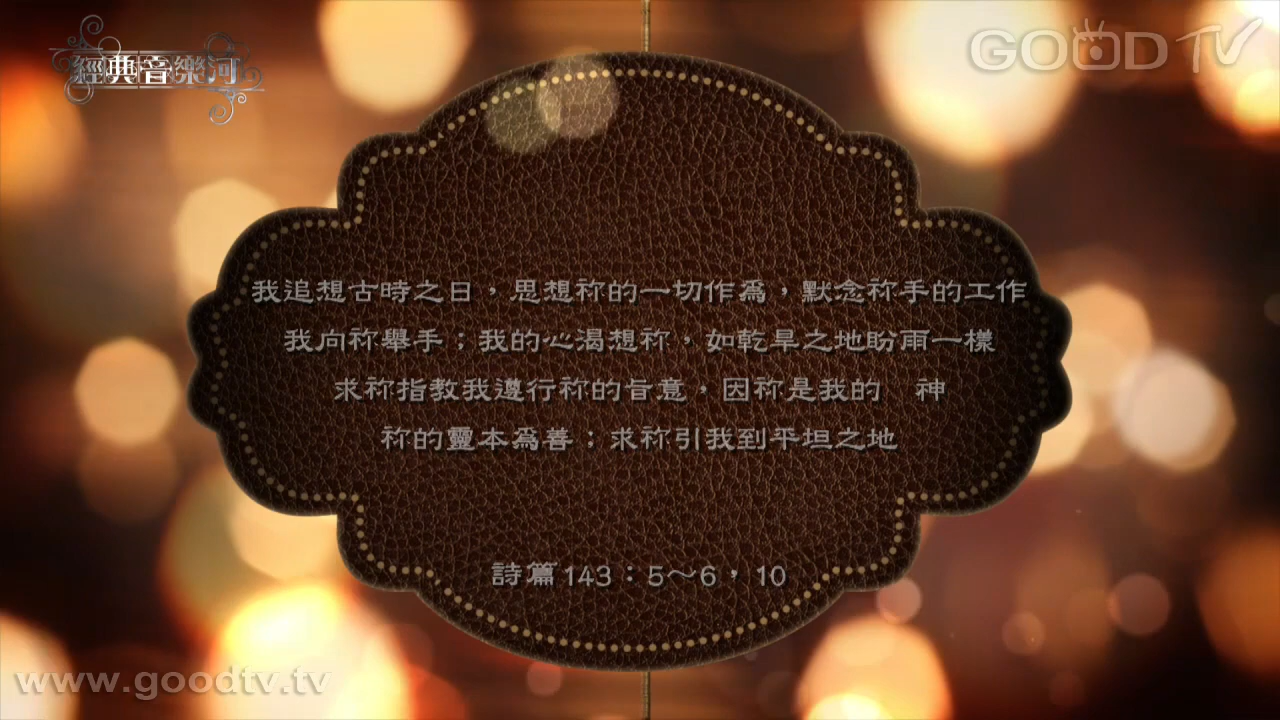 經典音樂河
GOOD TV
我追想古時之日，思想祢的一切作為，默念祢手的工作
我向祢舉手；我的心渴想祢，如乾旱之地盼雨一樣
求祢指教我遵行祢的旨意，因祢是我的　神
祢的靈本為善；求祢引我到平坦之地
詩篇143：5～6，10
www.goodtv.tv